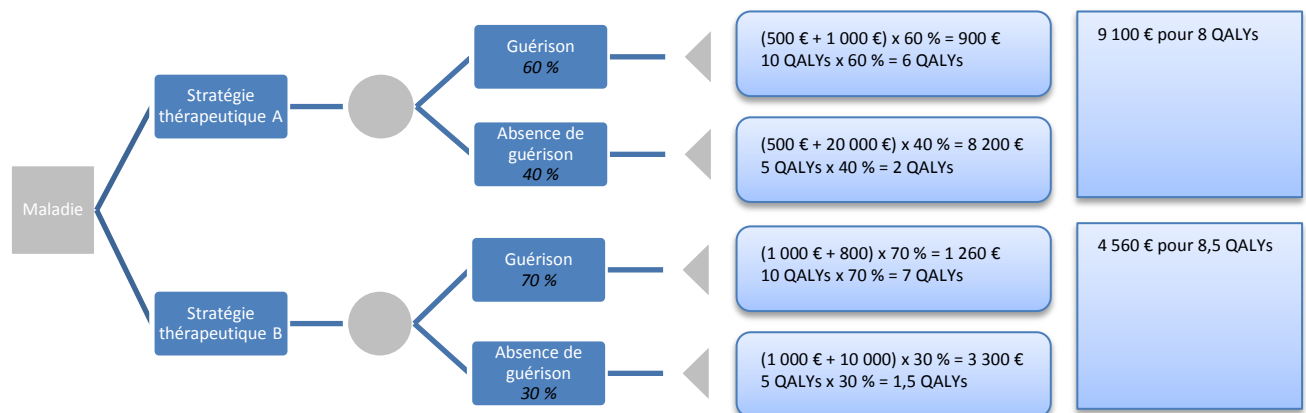 Maladie
Stratégie
thérapeutique A
Guérison
60 %
(500 € + 1 000 €) x 60 % = 900 €
10 QALYs x 60 % = 6 QALYs
Absence de
guérison
40 %
(500 € + 20 000 €) x 40 % = 8 200 €
5 QALYs x 40 % = 2 QALYs
9 100 € pour 8 QALYs
Stratégie
thérapeutique B
Guérison
70 %
(1 000 € + 800) x 70 % = 1 260 €
10 QALYs x 70 % = 7 QALYs
Absence de
guérison
30 %
(1 000 € + 10 000) x 30 % = 3 300 €
5 QALYs x 30 % = 1,5 QALYs
4 560 € pour 8,5 QALYs